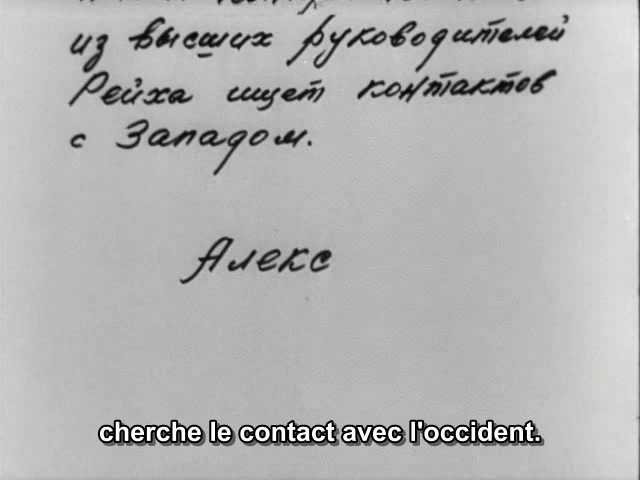 из высших руководителей
Рейха ищет контактов
с Западом.
Алекс
cherche le contact avec l'occident.